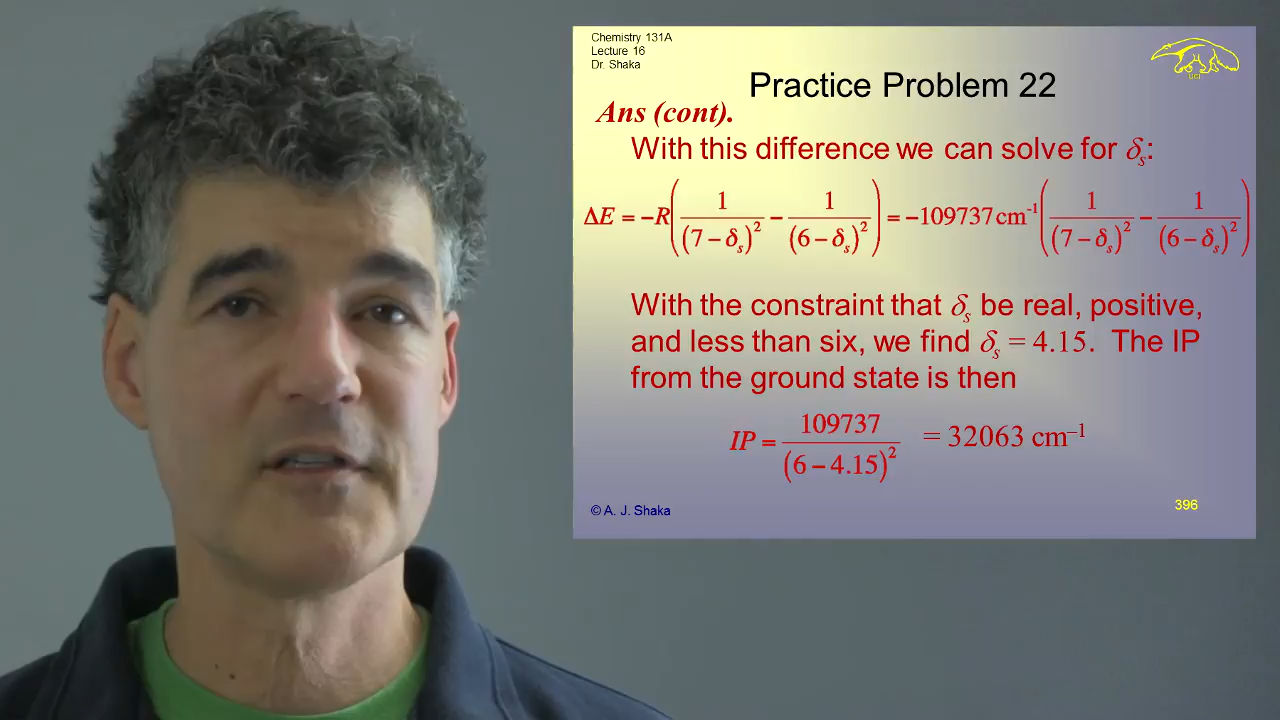 Chemistry 131A
Lecture 16
Dr. Shaka
UCI
Practice Problem 22
Ans (cont).
With this difference we can solve for δₛ:
ΔE = −R(1/(7 − δₛ)² − 1/(6 − δₛ)²) = −109737 cm⁻¹(1/(7 − δₛ)² − 1/(6 − δₛ)²)
With the constraint that δₛ be real, positive,
and less than six, we find δₛ = 4.15. The IP
from the ground state is then
IP = 109737/(6 − 4.15)² = 32063 cm⁻¹
© A. J. Shaka
396